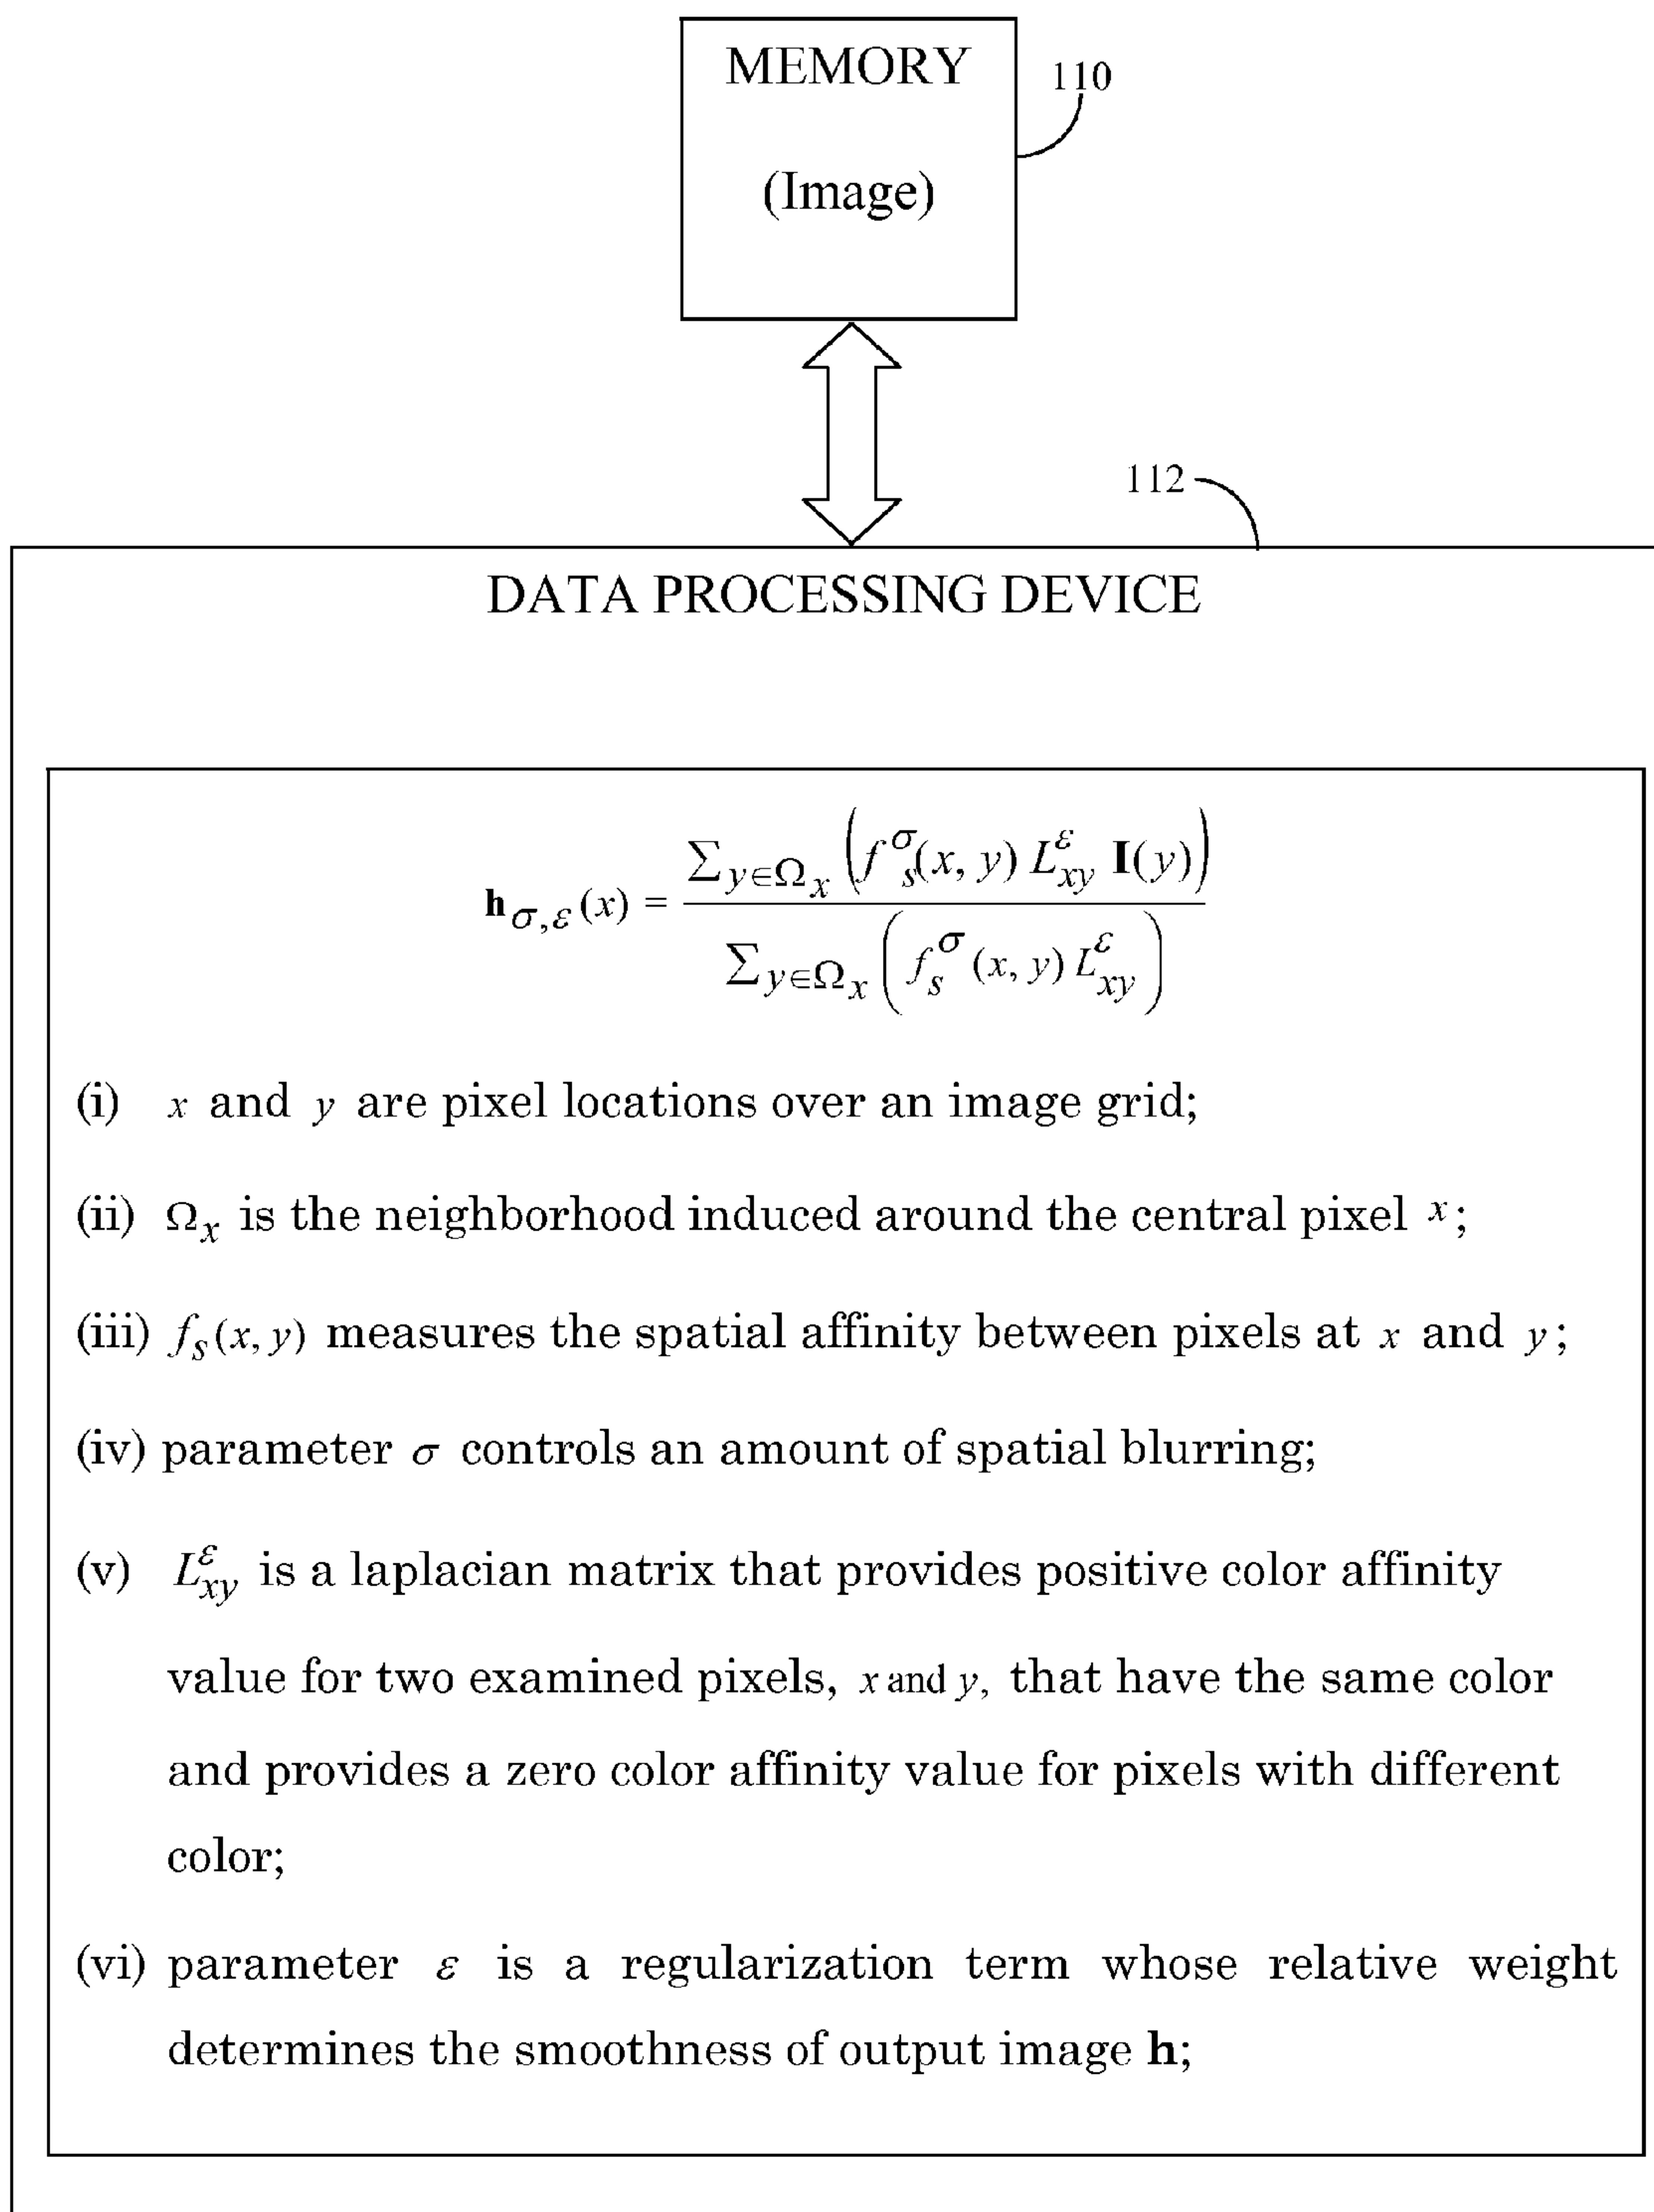 MEMORY
110
(Image)
112
DATA PROCESSING DEVICE
𝐡_{σ,ε}(x) = \frac{∑_{y∈Ω_x} (f_s^σ(x, y) L_{xy}^ε 𝐈(y))}{∑_{y∈Ω_x} (f_s^σ(x, y) L_{xy}^ε)}
(i) x and y are pixel locations over an image grid;
(ii) Ω_x is the neighborhood induced around the central pixel x;
(iii) f_s(x, y) measures the spatial affinity between pixels at x and y;
(iv) parameter σ controls an amount of spatial blurring;
(v) L_{xy}^ε is a laplacian matrix that provides positive color affinity
value for two examined pixels, x and y, that have the same color
and provides a zero color affinity value for pixels with different
color;
(vi) parameter ε is a regularization term whose relative weight
determines the smoothness of output image 𝐡;